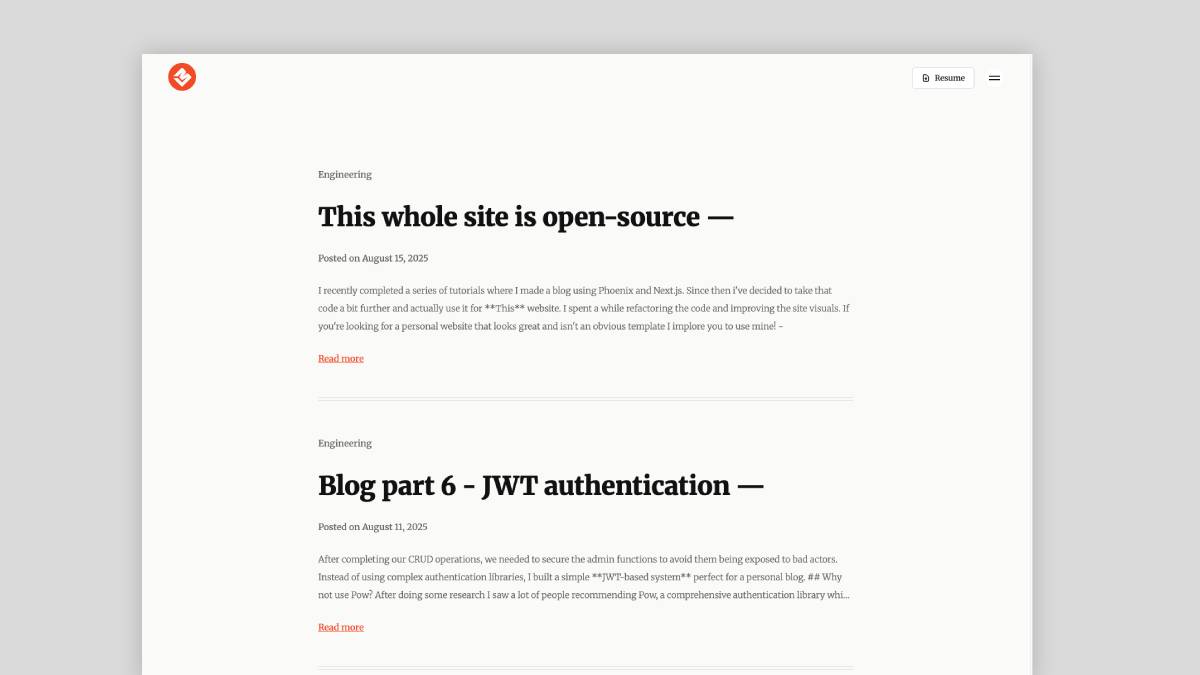 Resume
Engineering
This whole site is open-source —
Posted on August 15, 2025
I recently completed a series of tutorials where I made a blog using Phoenix and Next.js. Since then i've decided to take that
code a bit further and actually use it for **This** website. I spent a while refactoring the code and improving the site visuals. If
you're looking for a personal website that looks great and isn't an obvious template I implore you to use mine! -
Read more
Engineering
Blog part 6 - JWT authentication —
Posted on August 11, 2025
After completing our CRUD operations, we needed to secure the admin functions to avoid them being exposed to bad actors.
Instead of using complex authentication libraries, I built a simple **JWT-based system** perfect for a personal blog. ## Why
not use Pow? After doing some research I saw a lot of people recommending Pow, a comprehensive authentication library whi...
Read more